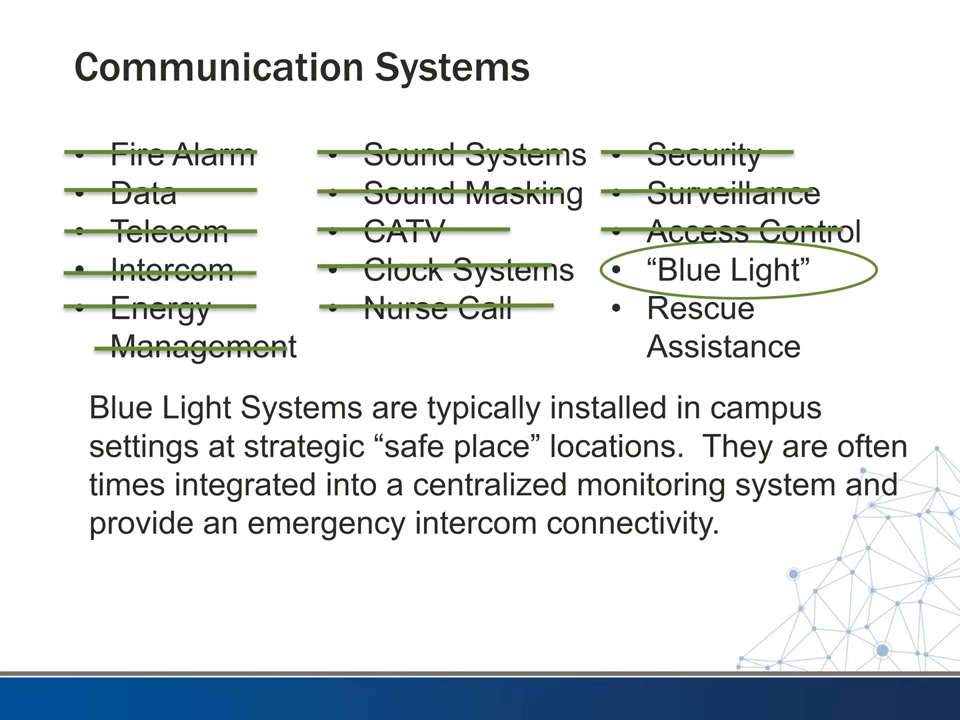 Communication Systems
• Fire Alarm
• Data
• Telecom
• Intercom
• Energy
Management
• Sound Systems
• Sound Masking
• CATV
• Clock Systems
• Nurse Call
• Security
• Surveillance
• Access Control
• “Blue Light”
• Rescue
Assistance
Blue Light Systems are typically installed in campus
settings at strategic “safe place” locations.  They are often
times integrated into a centralized monitoring system and
provide an emergency intercom connectivity.